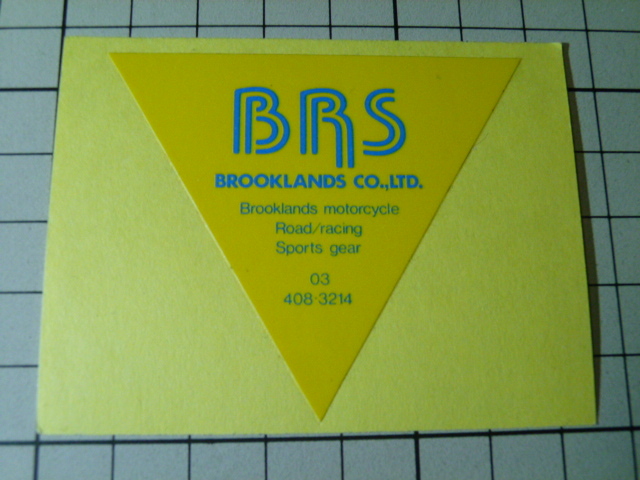 BRS
BROOKLANDS CO.,LTD.
Brooklands motorcycle
Road/racing
Sports gear
03
408-3214